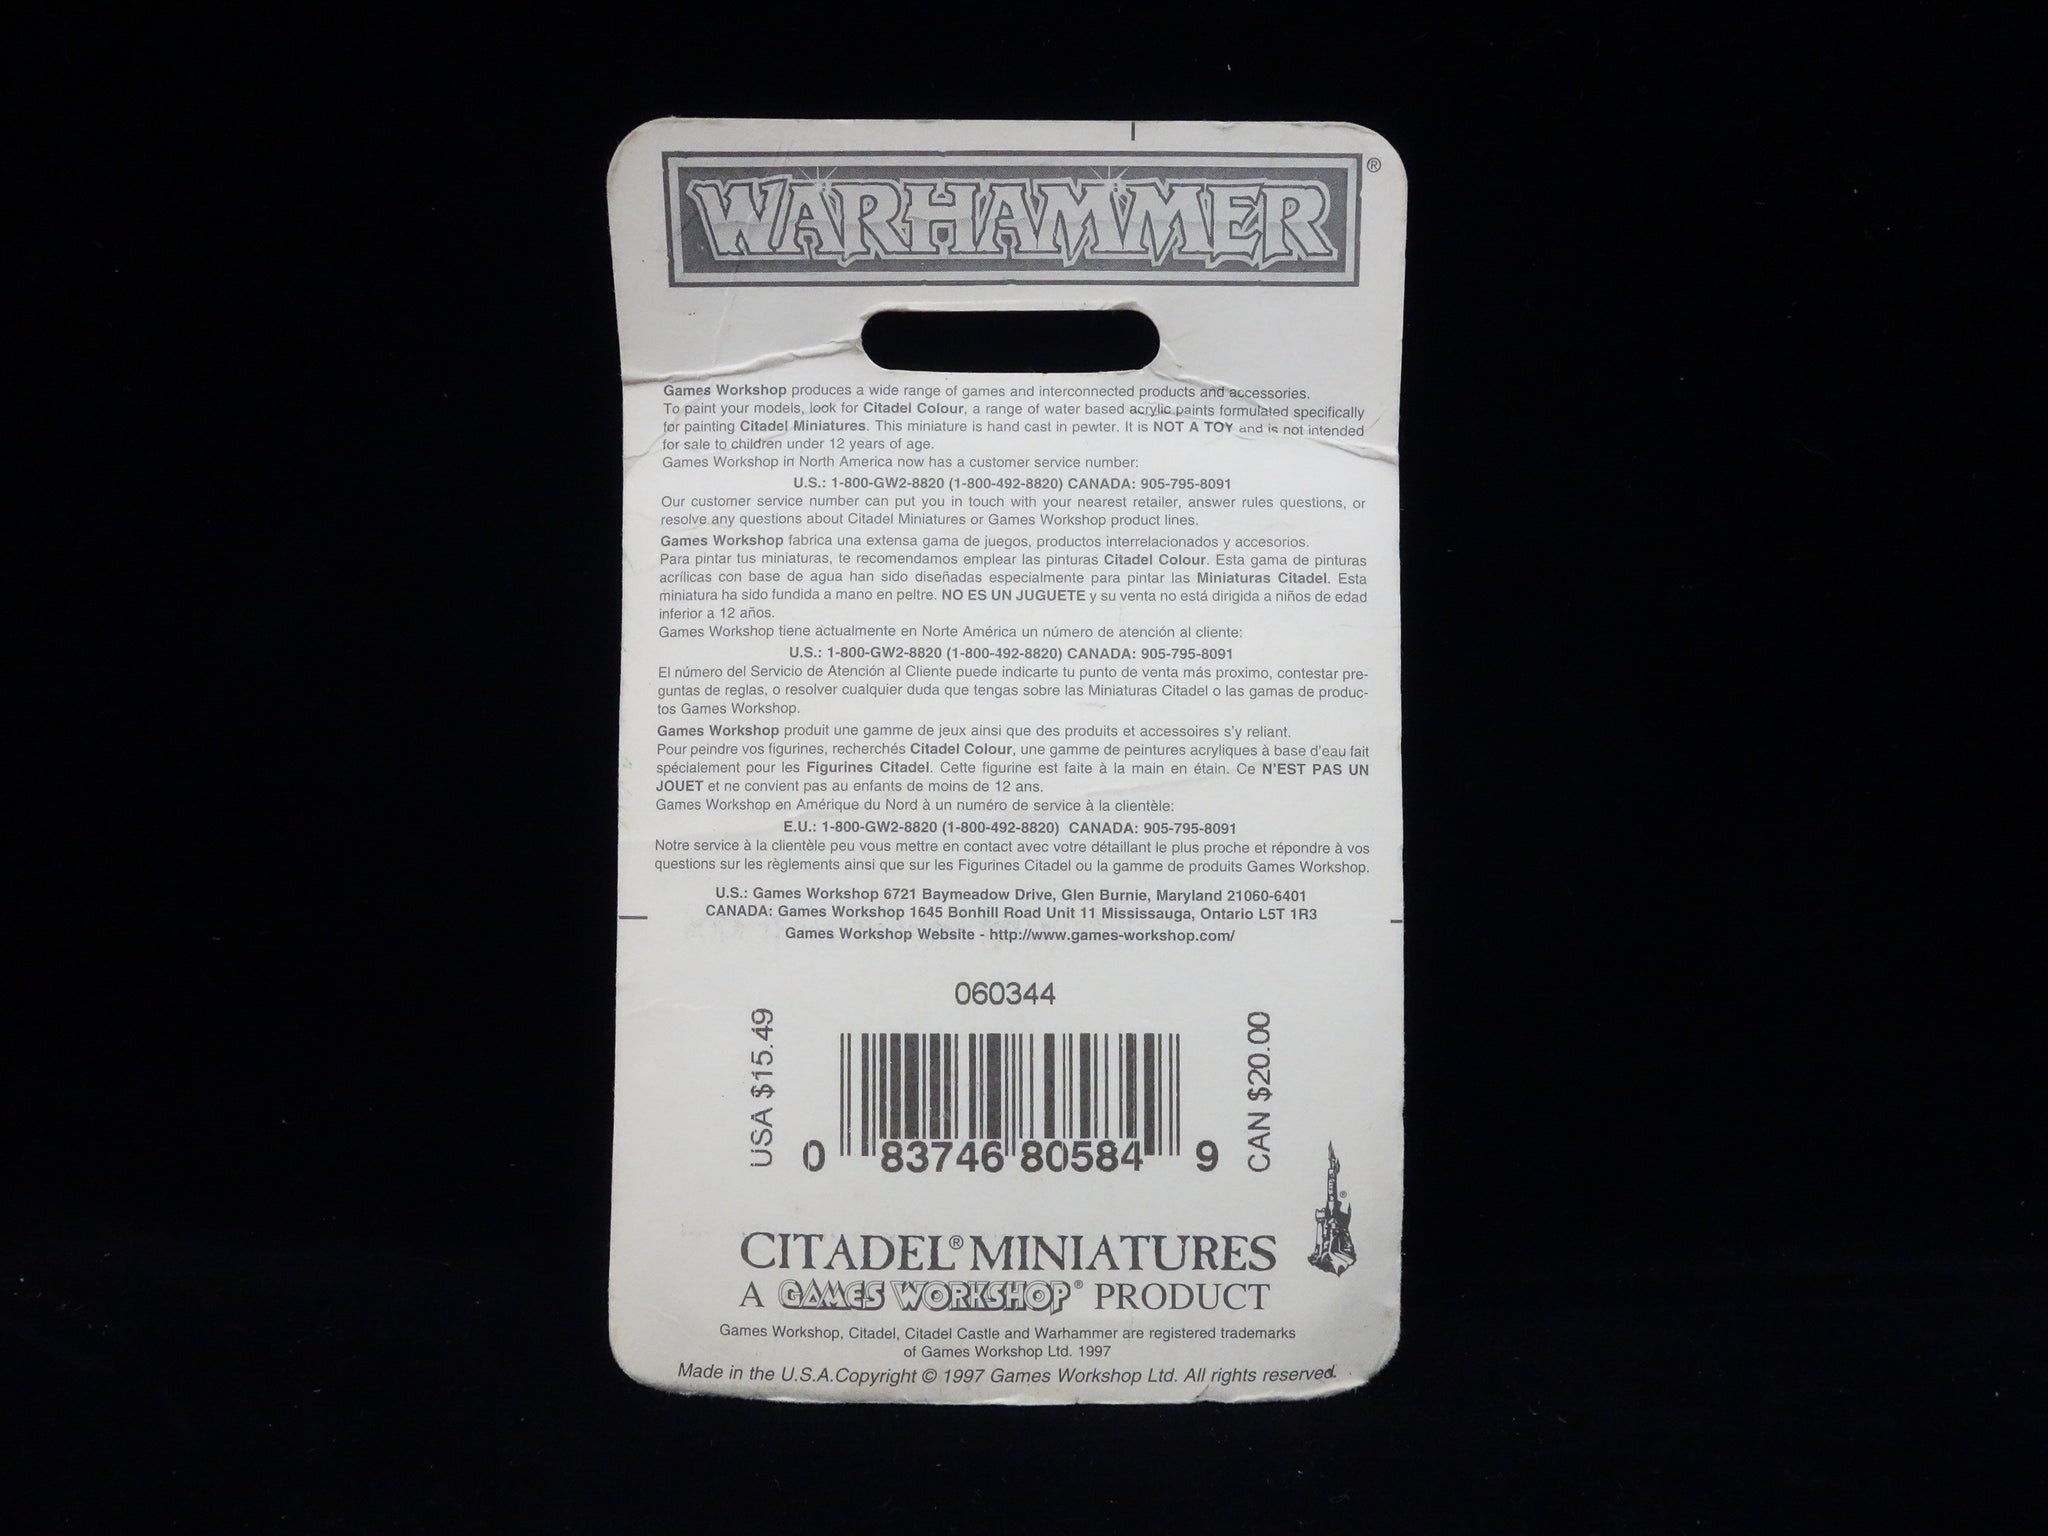 WARHAMMER®
Games Workshop produces a wide range of games and interconnected products and accessories.
To paint your models, look for Citadel Colour, a range of water based acrylic paints formulated specifically
for painting Citadel Miniatures. This miniature is hand cast in pewter. It is NOT A TOY and is not intended
for sale to children under 12 years of age.
Games Workshop in North America now has a customer service number:
U.S.: 1-800-GW2-8820 (1-800-492-8820) CANADA: 905-795-8091
Our customer service number can put you in touch with your nearest retailer, answer rules questions, or
resolve any questions about Citadel Miniatures or Games Workshop product lines.
Games Workshop fabrica una extensa gama de juegos, productos interrelacionados y accesorios.
Para pintar tus miniaturas, te recomendamos emplear las pinturas Citadel Colour. Esta gama de pinturas
acrílicas con base de agua han sido diseñadas especialmente para pintar las Miniaturas Citadel. Esta
miniatura ha sido fundida a mano en peltre. NO ES UN JUGUETE y su venta no está dirigida a niños de edad
inferior a 12 años.
Games Workshop tiene actualmente en Norte América un número de atención al cliente:
U.S.: 1-800-GW2-8820 (1-800-492-8820) CANADA: 905-795-8091
El número del Servicio de Atención al Cliente puede indicarte tu punto de venta más proximo, contestar pre-
guntas de reglas, o resolver cualquier duda que tengas sobre las Miniaturas Citadel o las gamas de produc-
tos Games Workshop.
Games Workshop produit une gamme de jeux ainsi que des produits et accessoires s'y reliant.
Pour peindre vos figurines, recherchés Citadel Colour, une gamme de peintures acryliques à base d'eau fait
spécialement pour les Figurines Citadel. Cette figurine est faite à la main en étain. Ce N'EST PAS UN
JOUET et ne convient pas au enfants de moins de 12 ans.
Games Workshop en Amérique du Nord à un numéro de service à la clientèle:
E.U.: 1-800-GW2-8820 (1-800-492-8820) CANADA: 905-795-8091
Notre service à la clientèle peu vous mettre en contact avec votre détaillant le plus proche et répondre à vos
questions sur les règlements ainsi que sur les Figurines Citadel ou la gamme de produits Games Workshop.
U.S.: Games Workshop 6721 Baymeadow Drive, Glen Burnie, Maryland 21060-6401
CANADA: Games Workshop 1645 Bonhill Road Unit 11 Mississauga, Ontario L5T 1R3
Games Workshop Website - http://www.games-workshop.com/
060344
USA $15.49
0 83746 80584 9
CAN $20.00
CITADEL® MINIATURES
A GAMES WORKSHOP® PRODUCT
Games Workshop, Citadel, Citadel Castle and Warhammer are registered trademarks
of Games Workshop Ltd. 1997
Made in the U.S.A.Copyright © 1997 Games Workshop Ltd. All rights reserved.